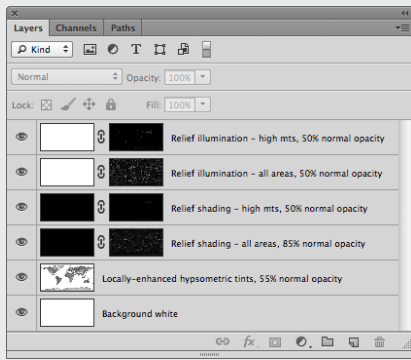 Layers Channels Paths
Kind T
Normal Opacity: 100%
Lock: Fill: 100%
Relief illumination - high mts, 50% normal opacity
Relief illumination - all areas, 50% normal opacity
Relief shading - high mts, 50% normal opacity
Relief shading - all areas, 85% normal opacity
Locally-enhanced hypsometric tints, 55% normal opacity
Background white
fx